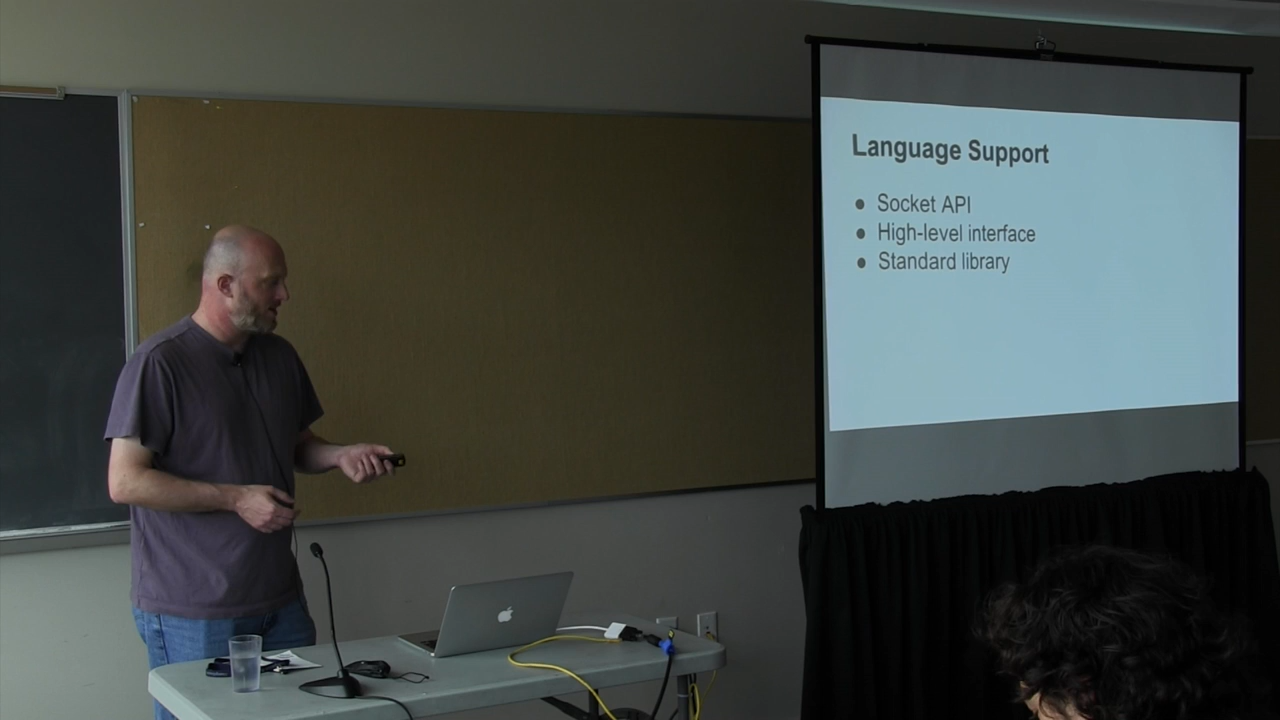 Language Support
● Socket API
● High-level interface
● Standard library